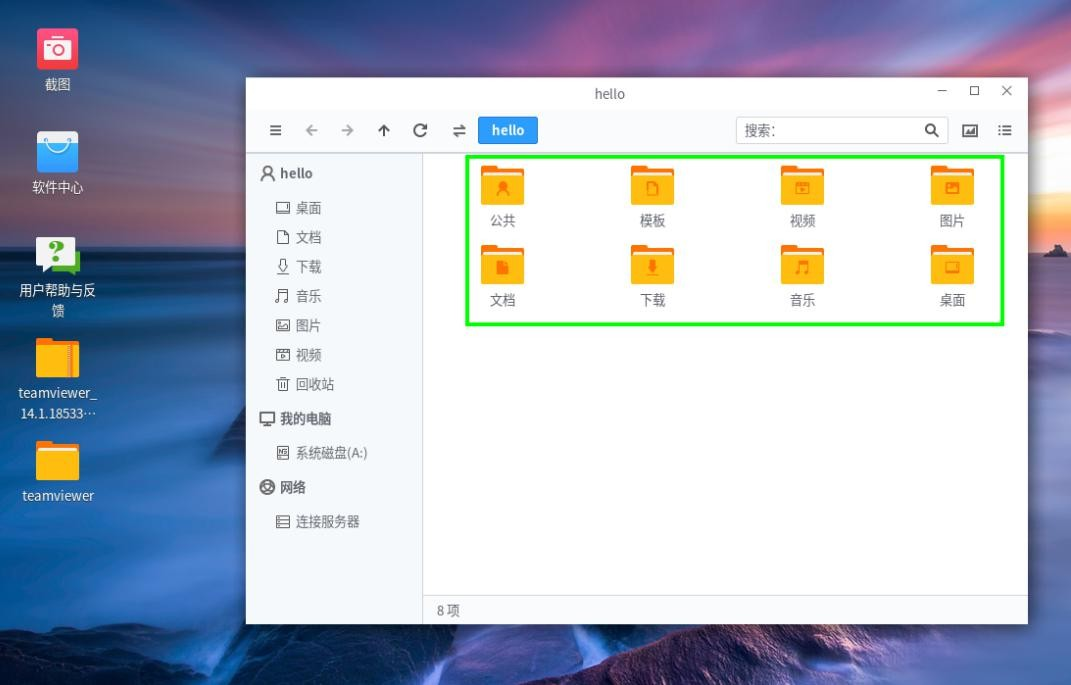 截图
软件中心
用户帮助与反
馈
teamviewer_
14.1.18533···
teamviewer
hello
hello
搜索：
hello
桌面
文档
下载
音乐
图片
视频
回收站
我的电脑
系统磁盘(A:)
网络
连接服务器
公共
模板
视频
图片
文档
下载
音乐
桌面
8 项